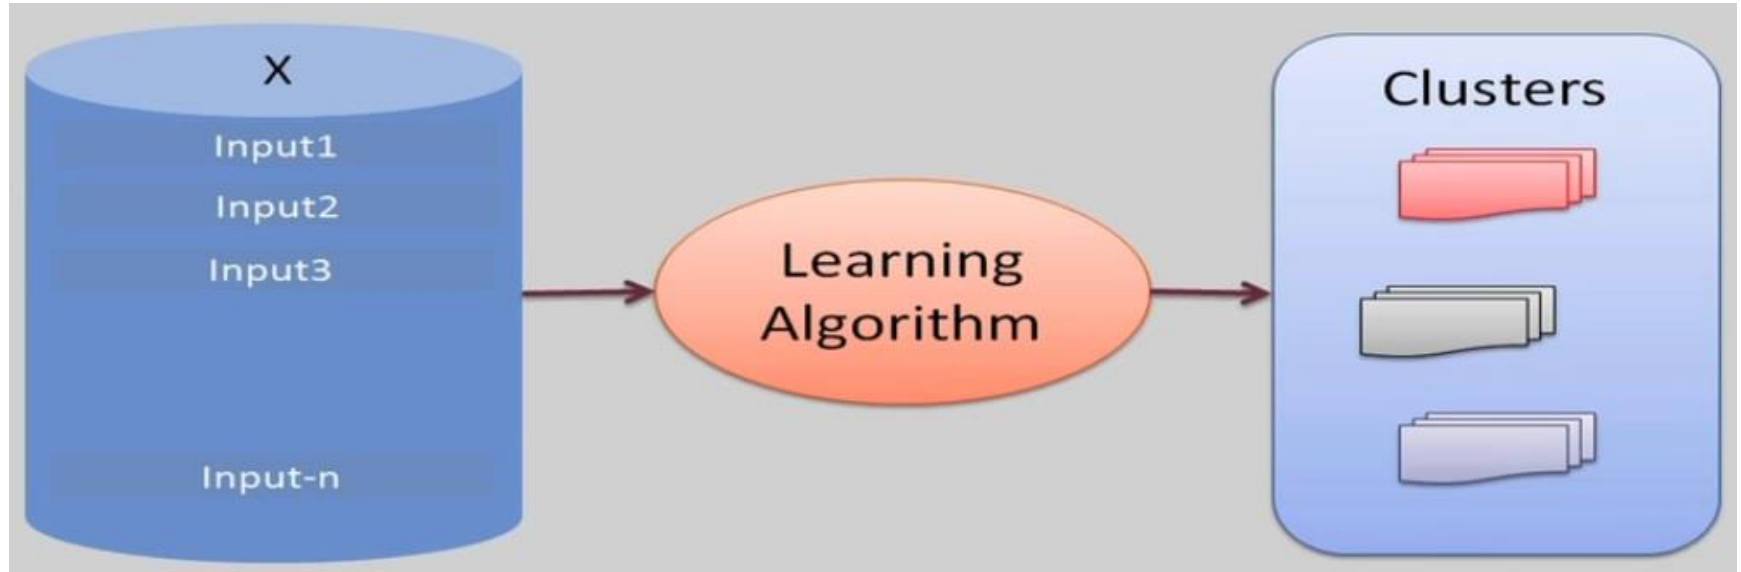 X
Input1
Input2
Input3
Input-n
Learning
Algorithm
Clusters